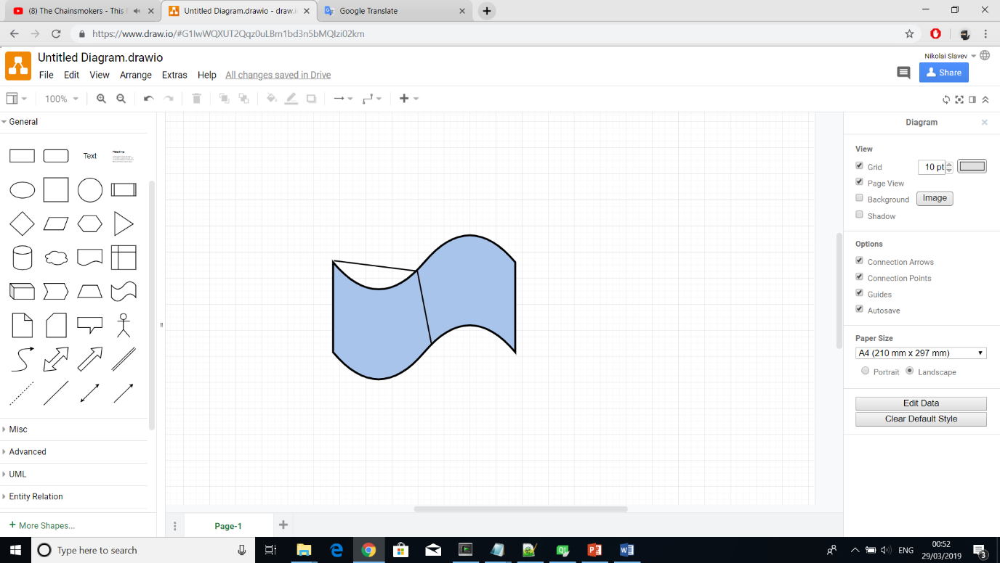 (8) The Chainsmokers - This
Untitled Diagram.drawio - draw.i
Google Translate
https://www.draw.io/#G1IwWQXUT2Qqz0uLBm1bd3n5bMQIzi02km
Untitled Diagram.drawio
Nikolai Slavev
File Edit View Arrange Extras Help All changes saved in Drive
Share
100%
General
Text
Heading
Misc
Advanced
UML
Entity Relation
+ More Shapes...
Page-1
Diagram
View
Grid 10 pt
Page View
Background Image
Shadow
Options
Connection Arrows
Connection Points
Guides
Autosave
Paper Size
A4 (210 mm x 297 mm)
Portrait Landscape
Edit Data
Clear Default Style
Type here to search
ENG
00:52
29/03/2019
3